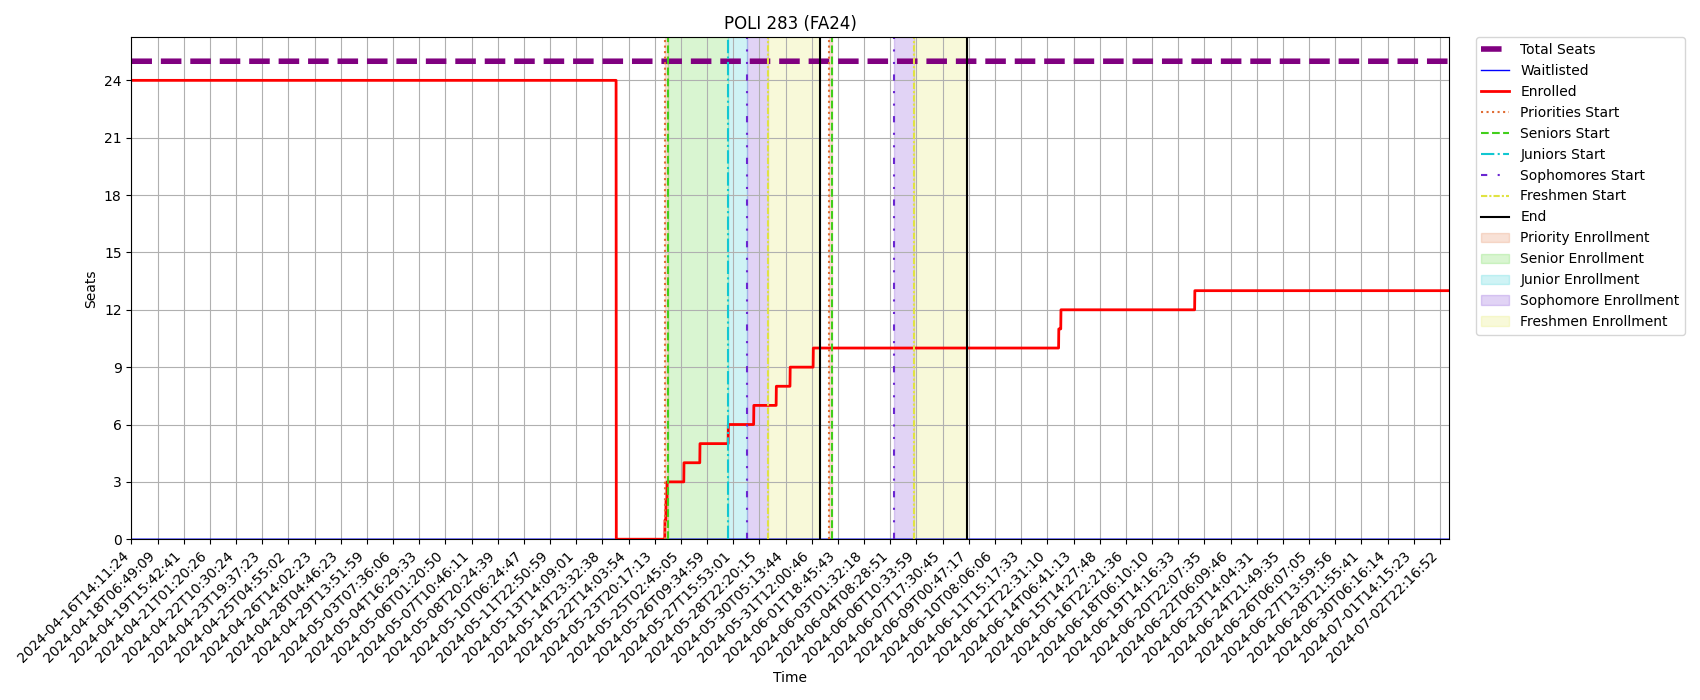 POLI 283 (FA24)
Total Seats
Waitlisted
Enrolled
Priorities Start
Seniors Start
Juniors Start
Sophomores Start
Freshmen Start
End
Priority Enrollment
Senior Enrollment
Junior Enrollment
Sophomore Enrollment
Freshmen Enrollment
Seats
24
21
18
15
12
9
6
3
0
2024-04-16T14:11:24
2024-04-18T06:49:09
2024-04-19T15:42:41
2024-04-21T01:20:26
2024-04-22T10:30:24
2024-04-23T19:37:23
2024-04-25T04:55:02
2024-04-26T14:02:23
2024-04-28T04:46:23
2024-04-29T13:51:59
2024-05-03T07:36:06
2024-05-04T16:29:33
2024-05-06T01:20:50
2024-05-07T10:46:11
2024-05-08T20:24:39
2024-05-10T06:24:47
2024-05-11T22:50:59
2024-05-13T14:09:01
2024-05-14T23:32:38
2024-05-22T14:03:54
2024-05-23T20:17:13
2024-05-25T02:45:05
2024-05-26T09:34:59
2024-05-27T15:53:01
2024-05-28T22:20:15
2024-05-30T05:13:44
2024-05-31T12:00:46
2024-06-01T18:45:43
2024-06-03T01:32:18
2024-06-04T08:28:51
2024-06-06T10:33:59
2024-06-07T17:30:45
2024-06-09T00:47:17
2024-06-10T08:06:06
2024-06-11T15:17:33
2024-06-12T22:31:10
2024-06-14T06:41:13
2024-06-15T14:27:48
2024-06-16T22:21:36
2024-06-18T06:10:10
2024-06-19T14:16:33
2024-06-20T22:07:35
2024-06-22T06:09:46
2024-06-23T14:04:31
2024-06-24T21:49:35
2024-06-26T06:07:05
2024-06-27T13:59:56
2024-06-28T21:55:41
2024-06-30T06:16:14
2024-07-01T14:15:23
2024-07-02T22:16:52
Time